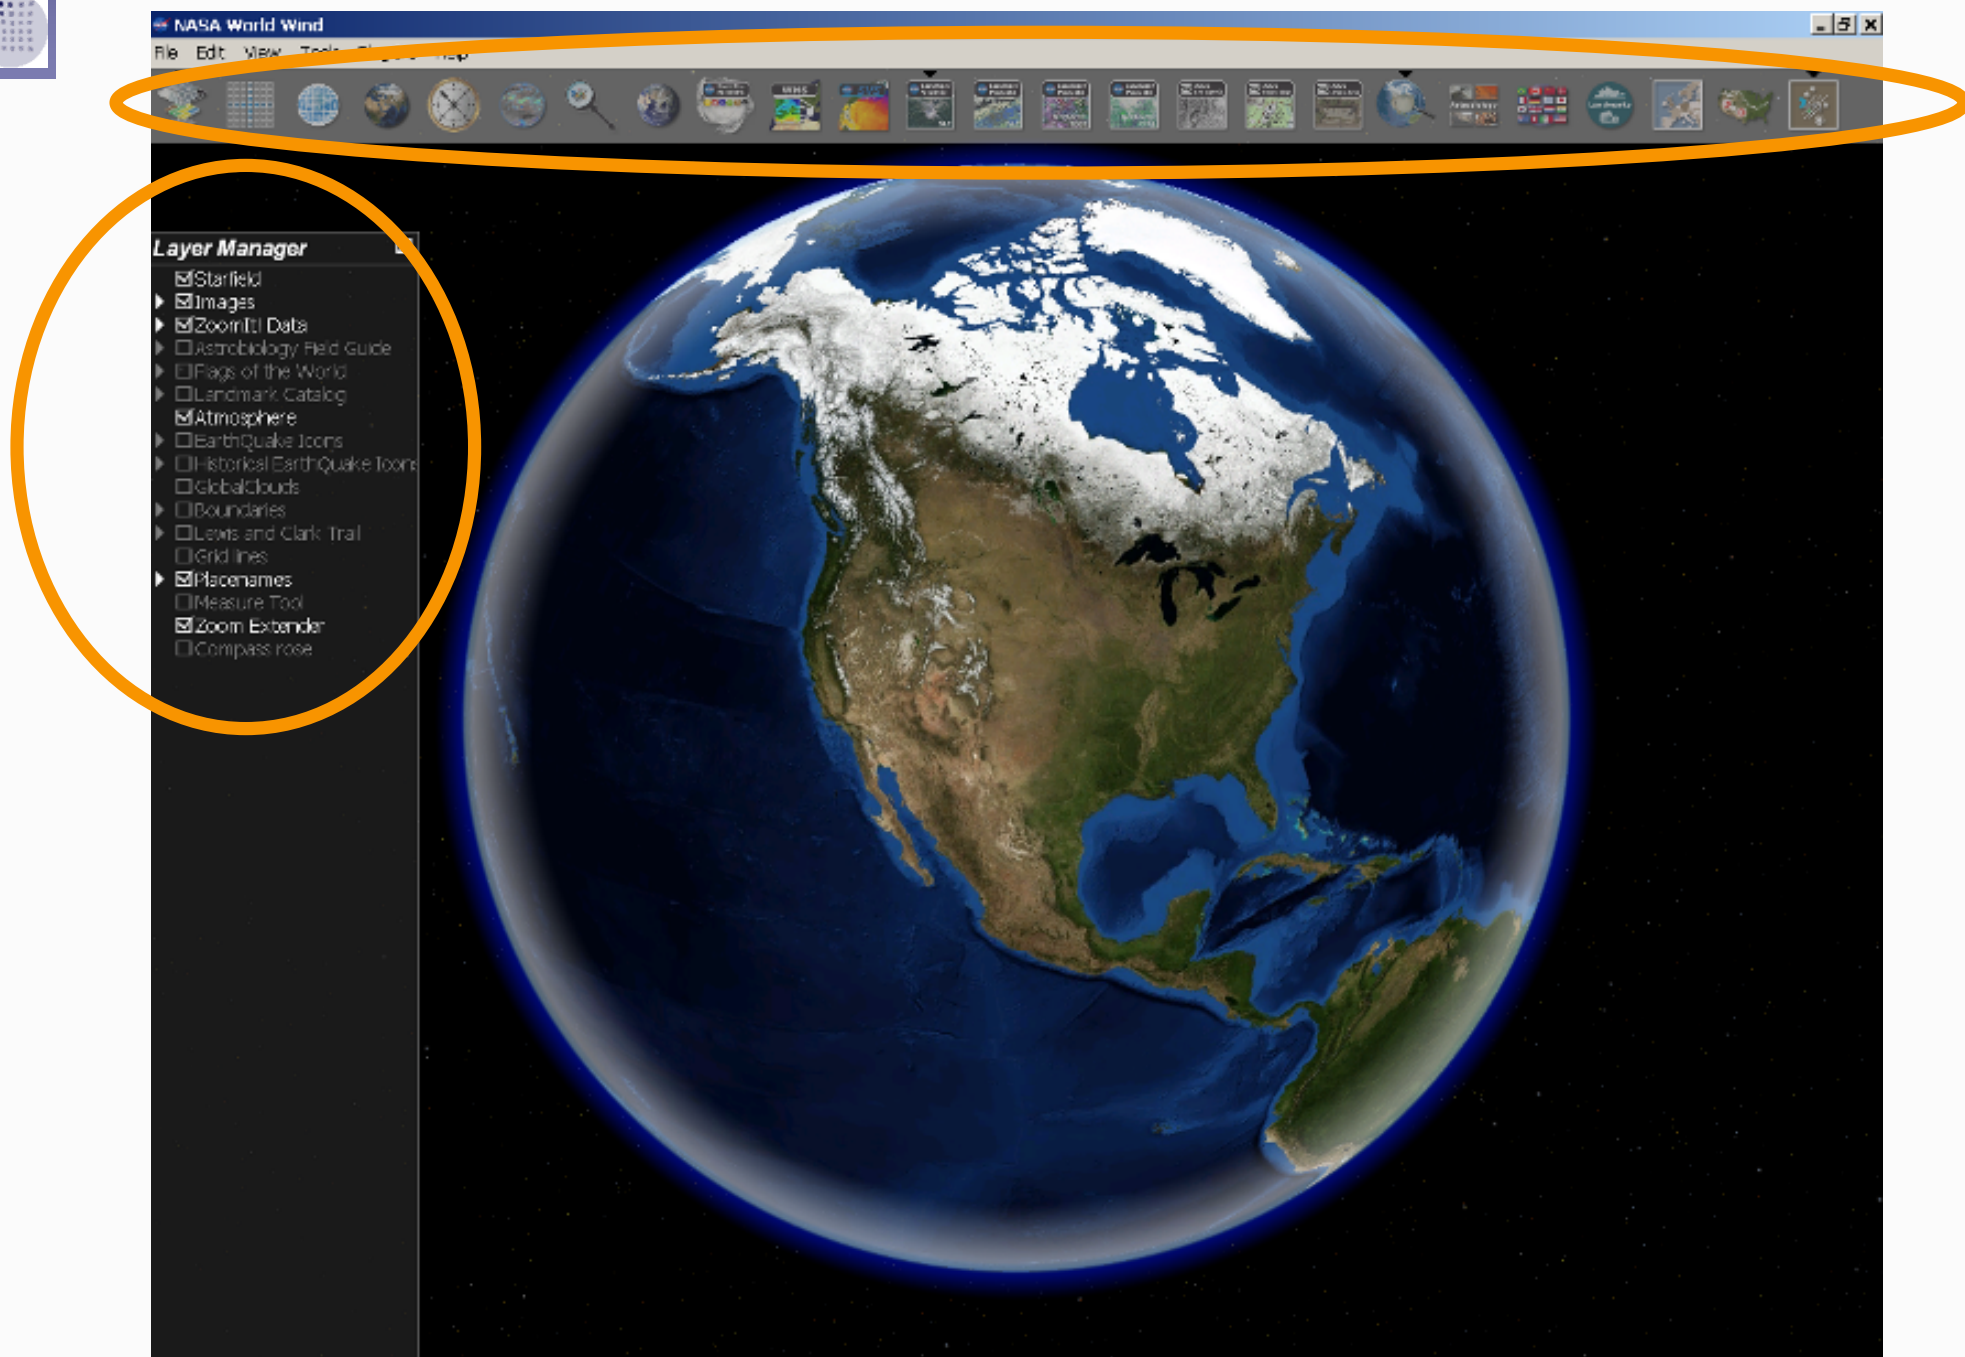 NASA World Wind
File Edit View Tools
Layer Manager
Starfield
Images
ZoomIt! Data
Astrobiology Field Guide
Flags of the World
Landmark Catalog
Atmosphere
EarthQuake Icons
Historical EarthQuake Icons
GlobalClouds
Boundaries
Lewis and Clark Trail
Grid lines
Placenames
Measure Tool
Zoom Extender
Compass rose